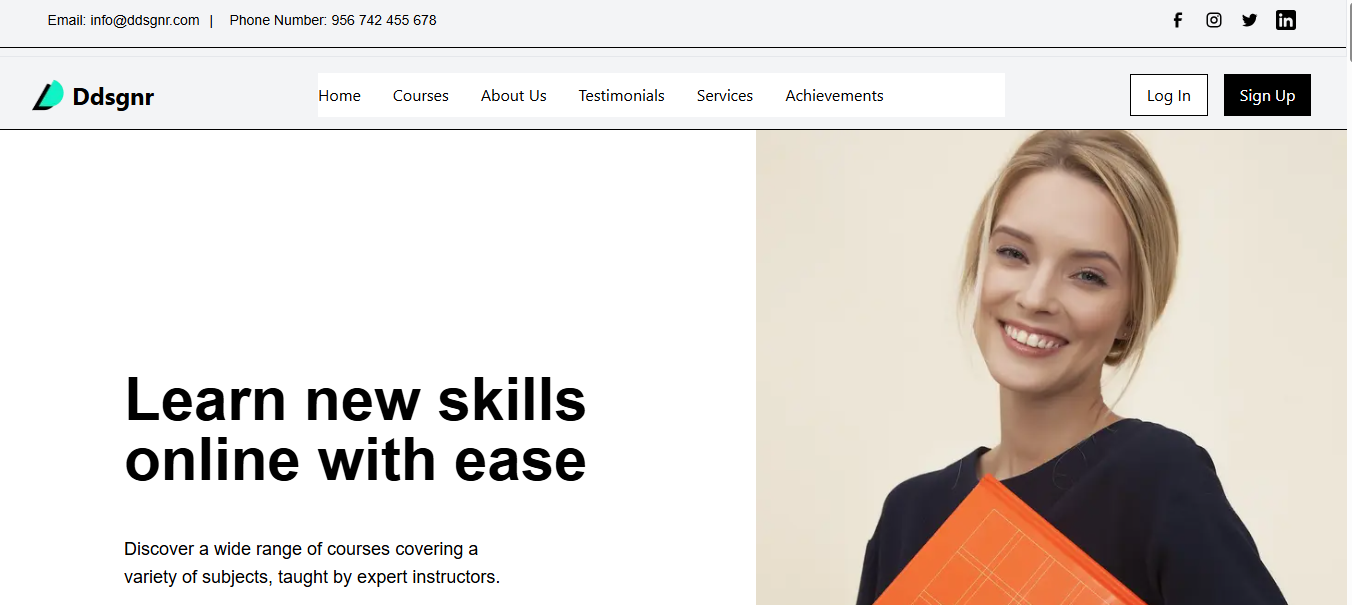 Email: info@ddsgnr.com | Phone Number: 956 742 455 678
Ddsgnr
Home Courses About Us Testimonials Services Achievements
Log In Sign Up
Learn new skills
online with ease
Discover a wide range of courses covering a
variety of subjects, taught by expert instructors.